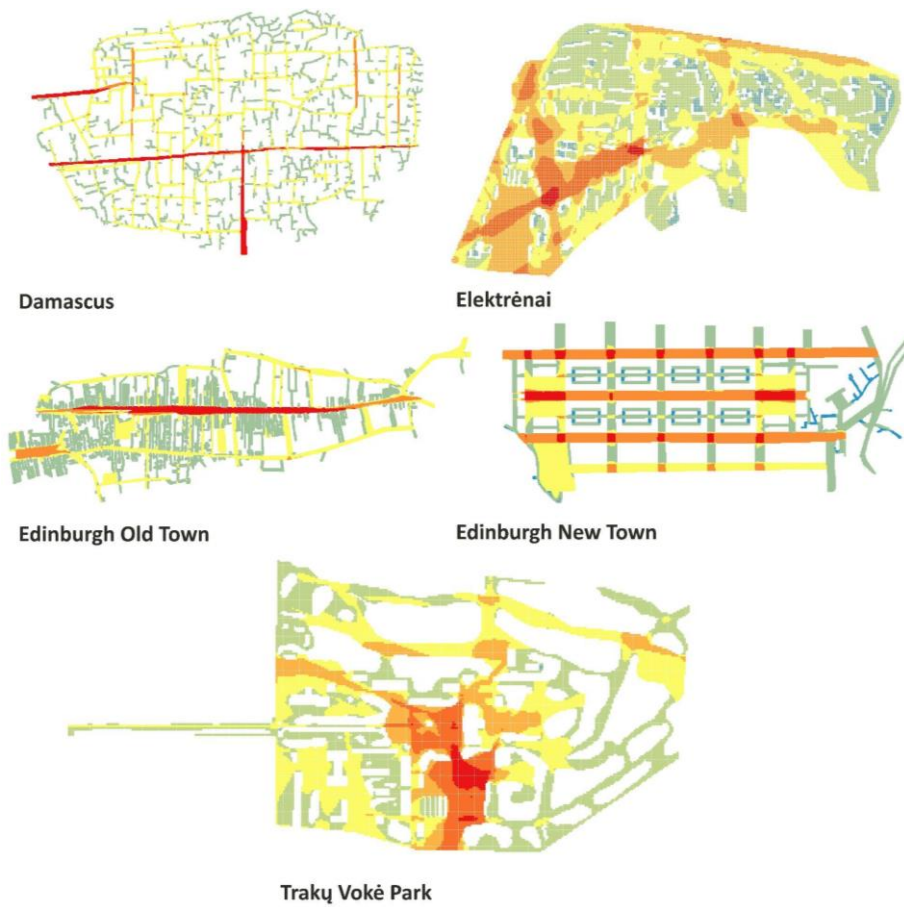 Damascus
Elektrėnai
Edinburgh Old Town
Edinburgh New Town
Trakų Vokė Park